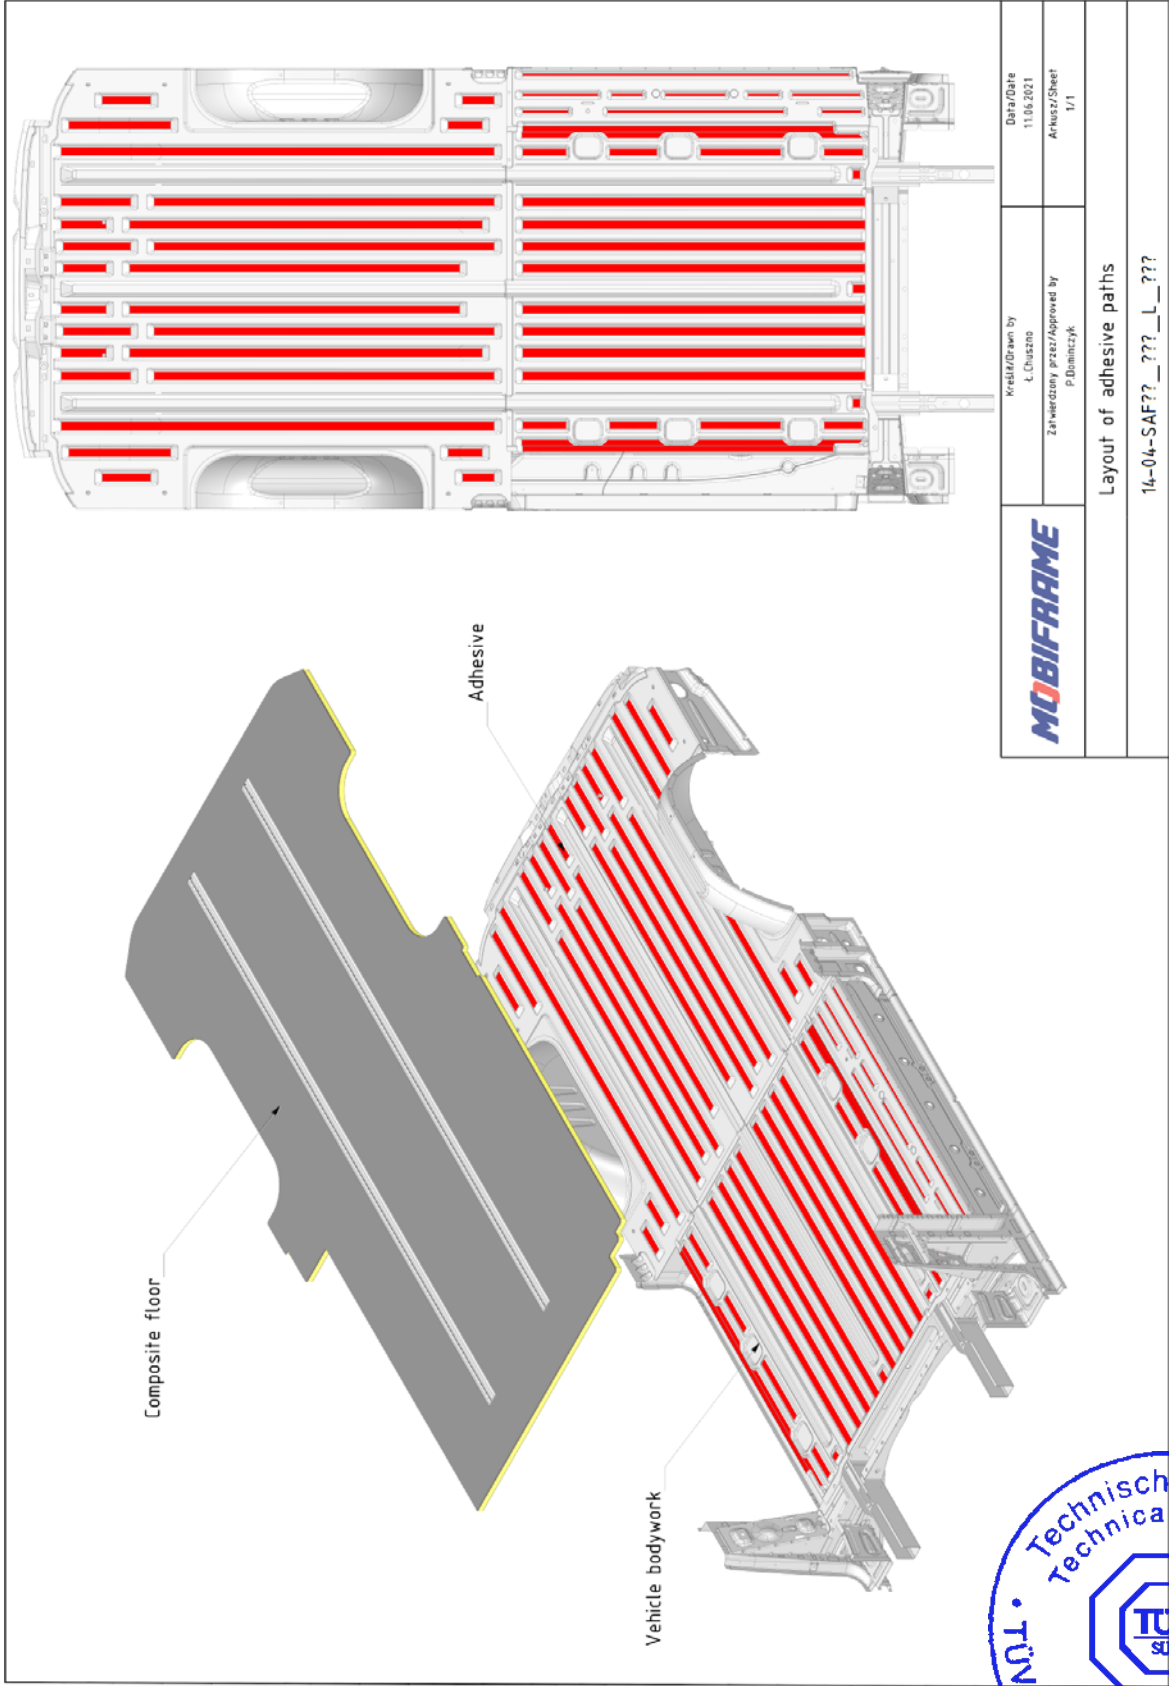 Composite floor
Adhesive
Vehicle bodywork
MOBIFRAME
Kreślił/Drawn by
Ł.Chuszno
Data/Date
11.06.2021
Zatwierdzony przez/Approved by
P.Dominczyk
Arkusz/Sheet
1/1
Layout of adhesive paths
14-04-SAF??_???_L_???
Technisch
Technica
• TÜV